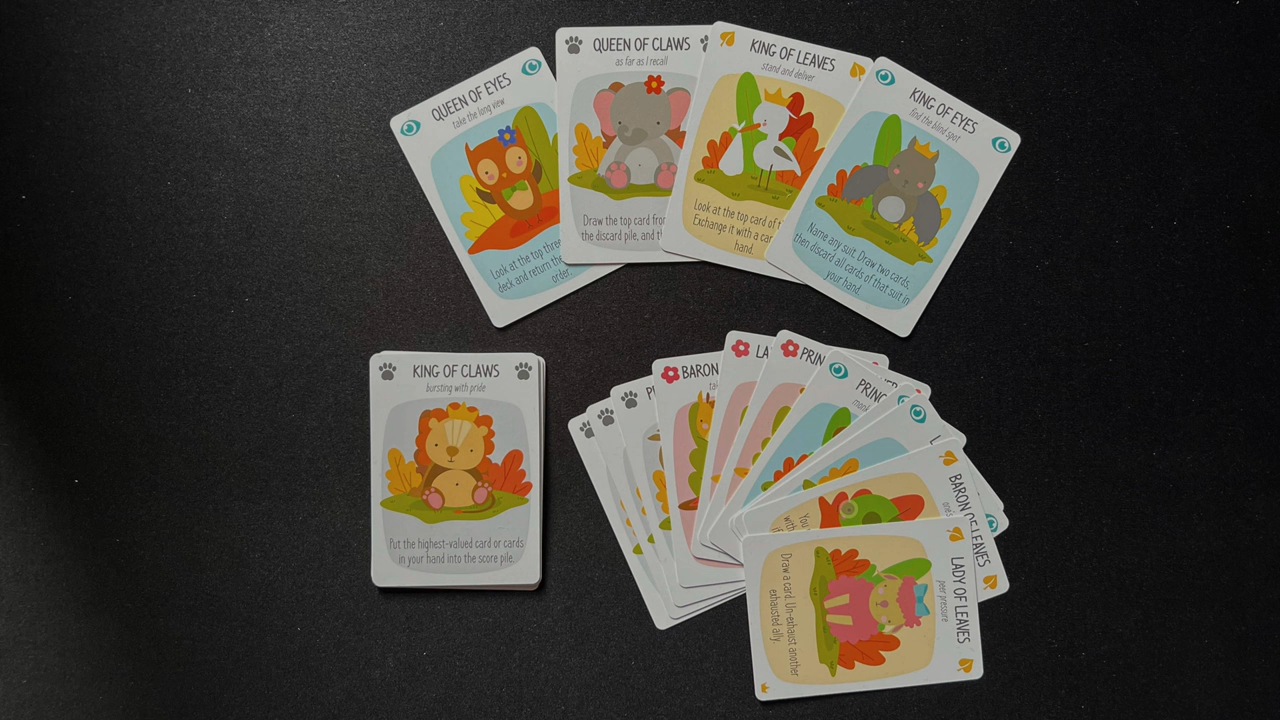 QUEEN OF EYES
take the long view
Look at the top three
deck and return the
order.
QUEEN OF CLAWS
as far as I recall
Draw the top card from
the discard pile, and
KING OF LEAVES
stand and deliver
Look at the top card of
Exchange it with a
hand.
KING OF EYES
find the blind spot
Name any suit. Draw two cards,
then discard all cards of that suit in
your hand.
KING OF CLAWS
bursting with pride
Put the highest-valued card or cards
in your hand into the score pile.
BARON
LA
PRIN
PRINC
BARON OF LEAVES
one's
You
with
LADY OF LEAVES
peer pressure
Draw a card. Un-exhaust another
exhausted ally.